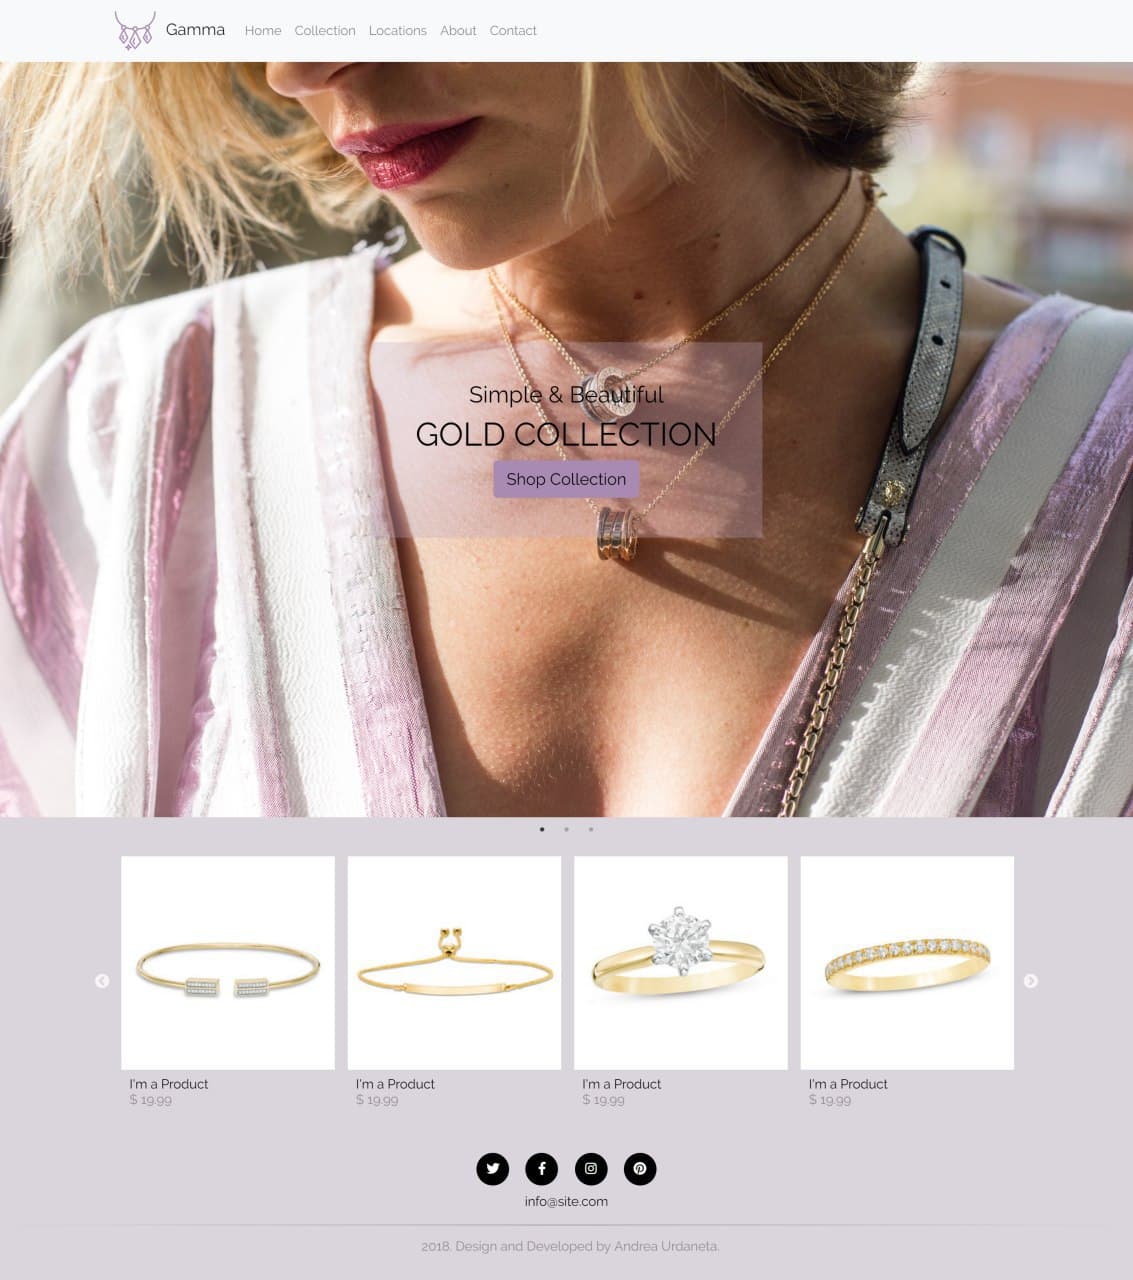 Gamma Home Collection Locations About Contact
Simple & Beautiful
GOLD COLLECTION
Shop Collection
I'm a Product I'm a Product I'm a Product I'm a Product
$ 19.99 $ 19.99 $ 19.99 $ 19.99
info@site.com
2018. Design and Developed by Andrea Urdaneta.